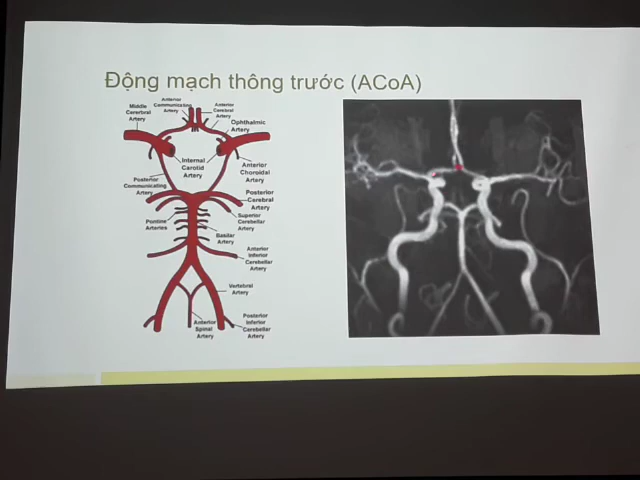 Động mạch thông trước (ACoA)
Anterior
Communicating
Artery
Anterior
Cerebral
Artery
Middle
Cerebral
Artery
Ophthalmic
Artery
Internal
Carotid
Artery
Anterior
Choroidal
Artery
Posterior
Communicating
Artery
Posterior
Cerebral
Artery
Superior
Cerebellar
Artery
Pontine
Arteries
Basilar
Artery
Anterior
Inferior
Cerebellar
Artery
Vertebral
Artery
Anterior
Spinal
Artery
Posterior
Inferior
Cerebellar
Artery